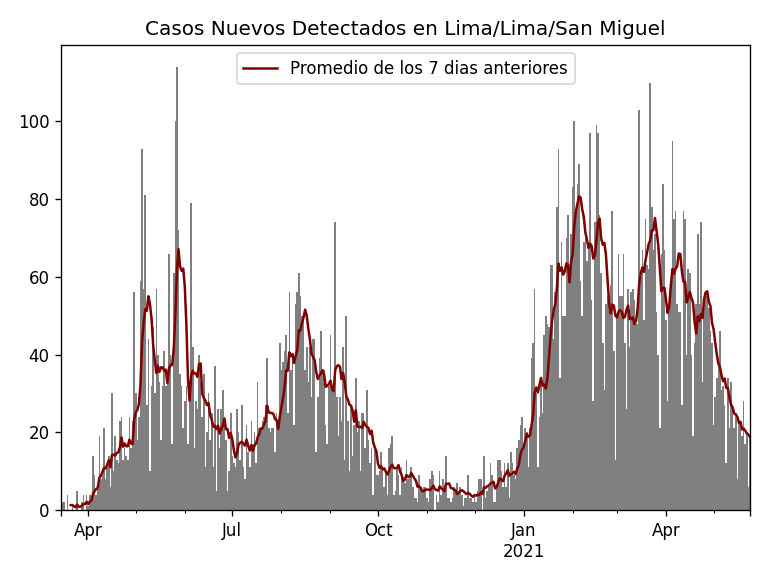 Casos Nuevos Detectados en Lima/Lima/San Miguel
Promedio de los 7 dias anteriores
100
80
60
40
20
0
Apr Jul Oct Jan Apr
2021